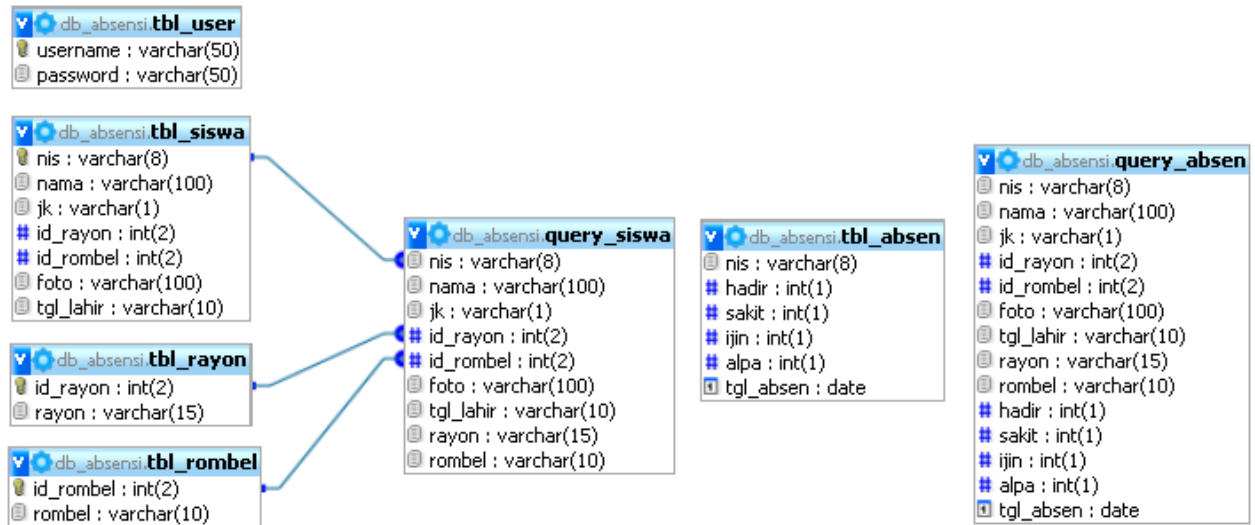 db_absensi.tbl_user
username : varchar(50)
password : varchar(50)
db_absensi.tbl_siswa
nis : varchar(8)
nama : varchar(100)
jk : varchar(1)
# id_rayon : int(2)
# id_rombel : int(2)
foto : varchar(100)
tgl_lahir : varchar(10)
db_absensi.tbl_rayon
id_rayon : int(2)
rayon : varchar(15)
db_absensi.tbl_rombel
id_rombel : int(2)
rombel : varchar(10)
db_absensi.query_siswa
nis : varchar(8)
nama : varchar(100)
jk : varchar(1)
# id_rayon : int(2)
# id_rombel : int(2)
foto : varchar(100)
tgl_lahir : varchar(10)
rayon : varchar(15)
rombel : varchar(10)
db_absensi.tbl_absen
nis : varchar(8)
# hadir : int(1)
# sakit : int(1)
# ijin : int(1)
# alpa : int(1)
tgl_absen : date
db_absensi.query_absen
nis : varchar(8)
nama : varchar(100)
jk : varchar(1)
# id_rayon : int(2)
# id_rombel : int(2)
foto : varchar(100)
tgl_lahir : varchar(10)
rayon : varchar(15)
rombel : varchar(10)
# hadir : int(1)
# sakit : int(1)
# ijin : int(1)
# alpa : int(1)
tgl_absen : date